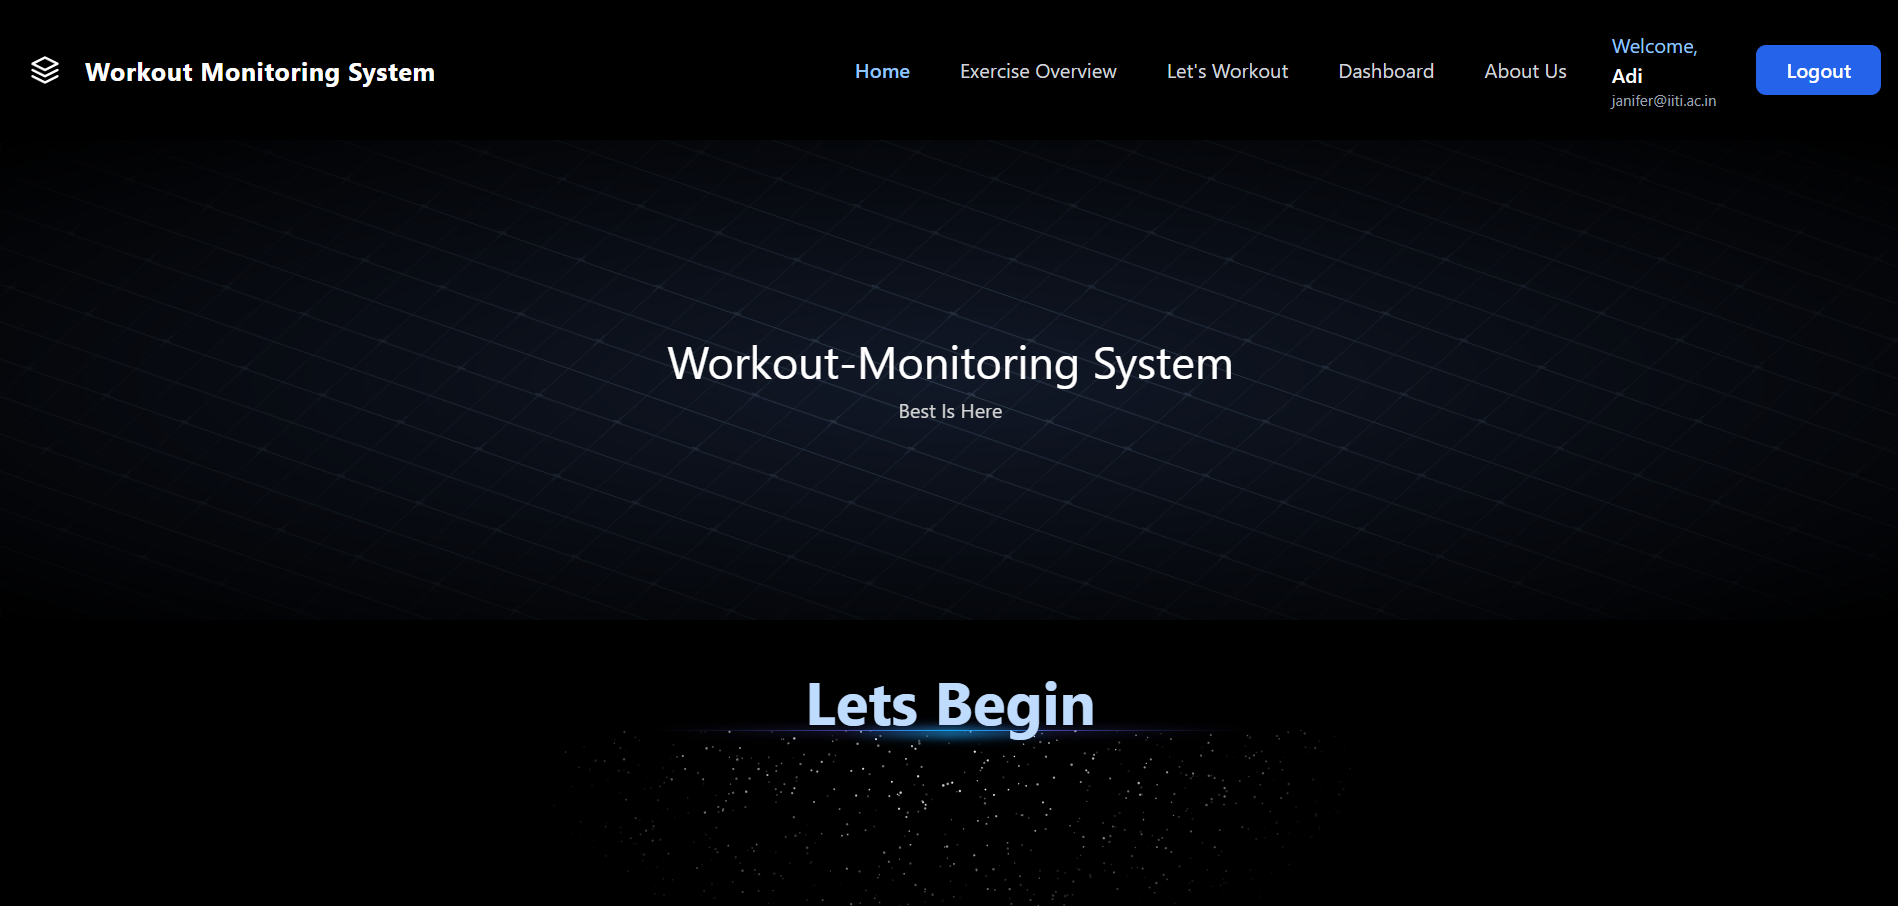 Workout Monitoring System
Home
Exercise Overview
Let's Workout
Dashboard
About Us
Welcome,
Adi
janifer@iiti.ac.in
Logout
Workout-Monitoring System
Best Is Here
Lets Begin